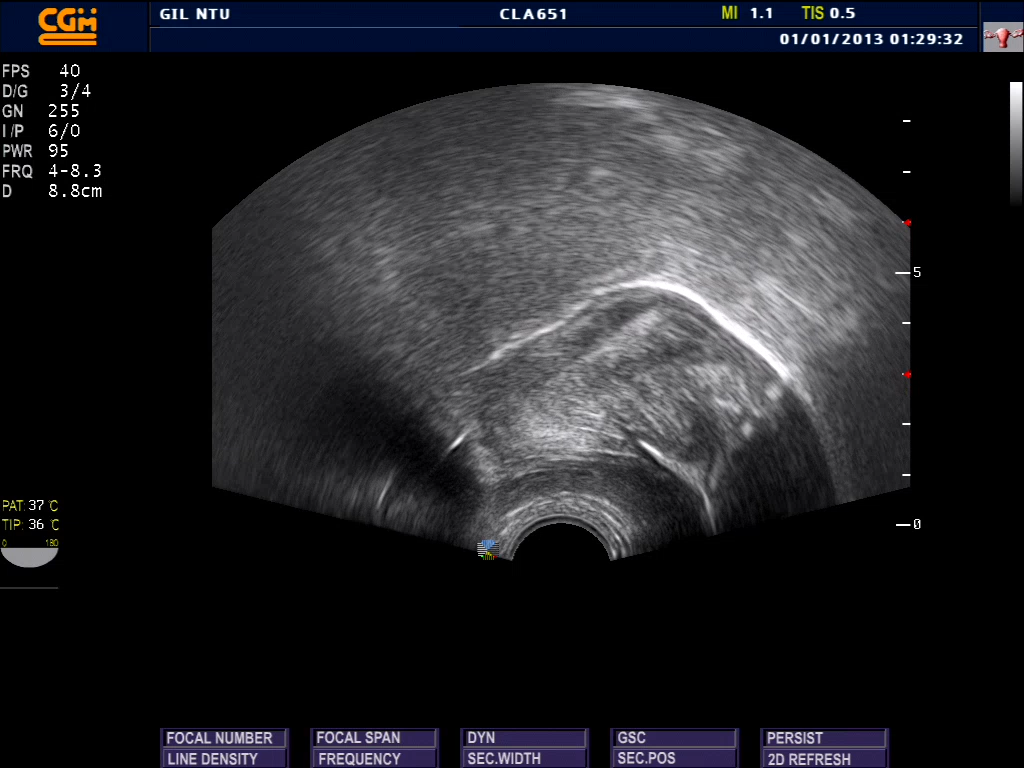 CGM
GIL NTU CLA651 MI 1.1 TIS 0.5
01/01/2013 01:29:32
FPS 40
D/G 3/4
GN 255
I/P 6/0
PWR 95
FRQ 4-8.3
D 8.8cm
5
PAT: 37 °C
TIP: 36 °C
0 180
0
FOCAL NUMBER FOCAL SPAN DYN GSC PERSIST
LINE DENSITY FREQUENCY SEC.WIDTH SEC.POS 2D REFRESH